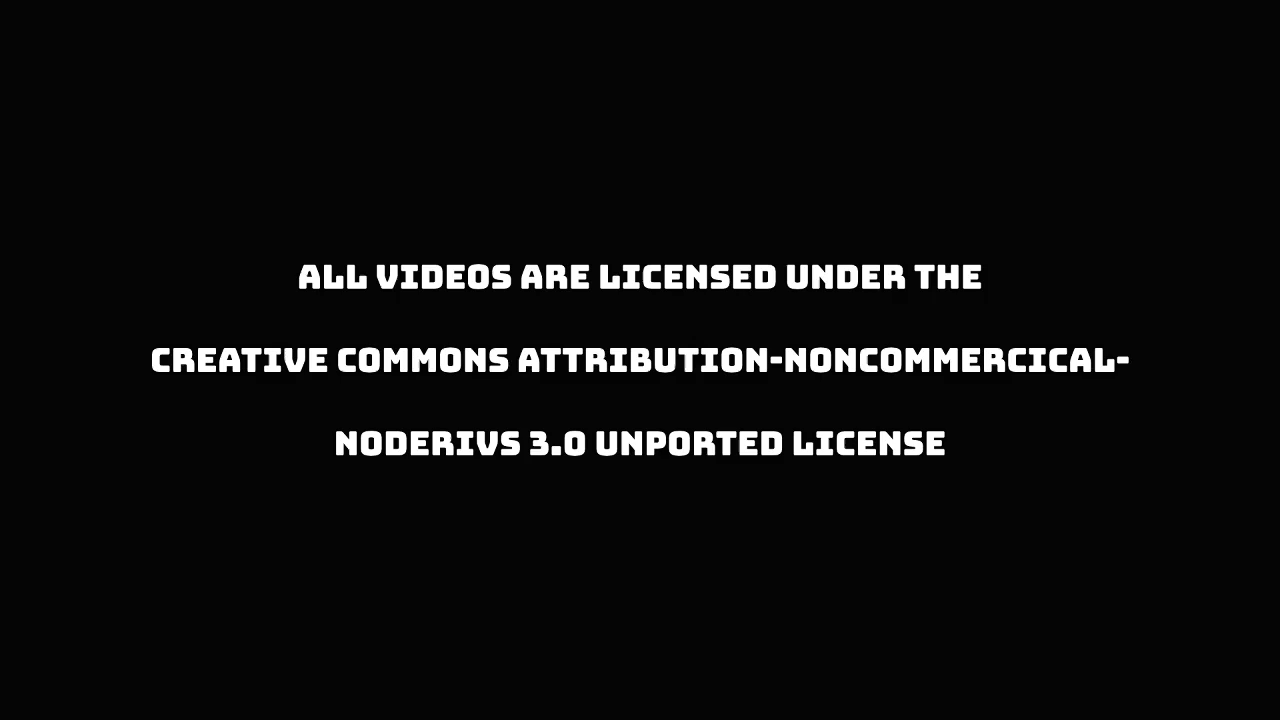 ALL VIDEOS ARE LICENSED UNDER THE
CREATIVE COMMONS ATTRIBUTION-NONCOMMERCICAL-
NODERIVS 3.0 UNPORTED LICENSE